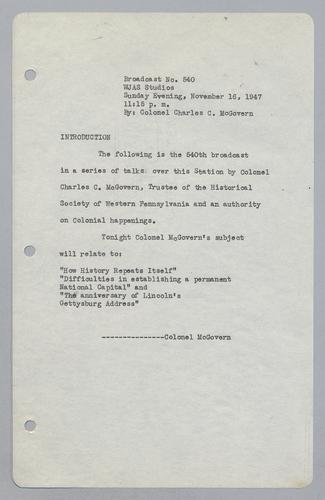 Broadcast No. 540
WJAS Studios
Sunday Evening, November 16, 1947
11:15 p. m.
By: Colonel Charles C. McGovern
INTRODUCTION
The following is the 540th broadcast
in a series of talks over this Station by Colonel
Charles C. McGovern, Trustee of the Historical
Society of Western Pennsylvania and an authority
on Colonial happenings.
Tonight Colonel McGovern's subject
will relate to:
"How History Repeats Itself"
"Difficulties in establishing a permanent
National Capital" and
"The anniversary of Lincoln's
Gettysburg Address"
---------------Colonel McGovern